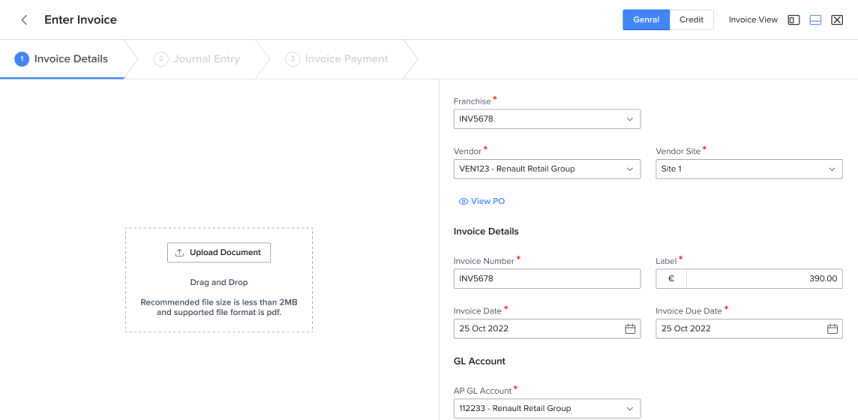 Enter Invoice
Genral
Credit
Invoice View
1 Invoice Details
2 Journal Entry
3 Invoice Payment
Upload Document
Drag and Drop
Recommended file size is less than 2MB
and supported file format is pdf.
Franchise *
INV5678
Vendor * Vendor Site *
VEN123 - Renault Retail Group Site 1
View PO
Invoice Details
Invoice Number * Label *
INV5678 € 390.00
Invoice Date * Invoice Due Date *
25 Oct 2022 25 Oct 2022
GL Account
AP GL Account *
112233 - Renault Retail Group